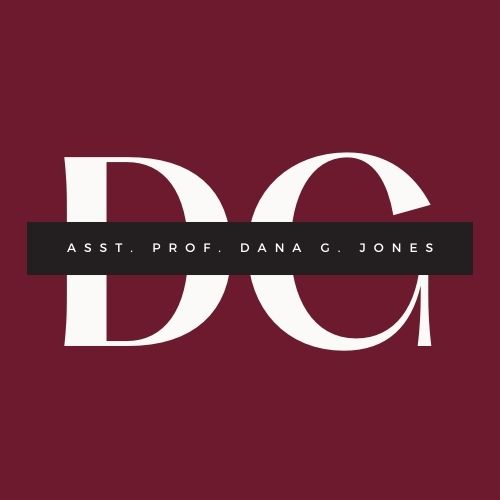 DG
ASST. PROF. DANA G. JONES